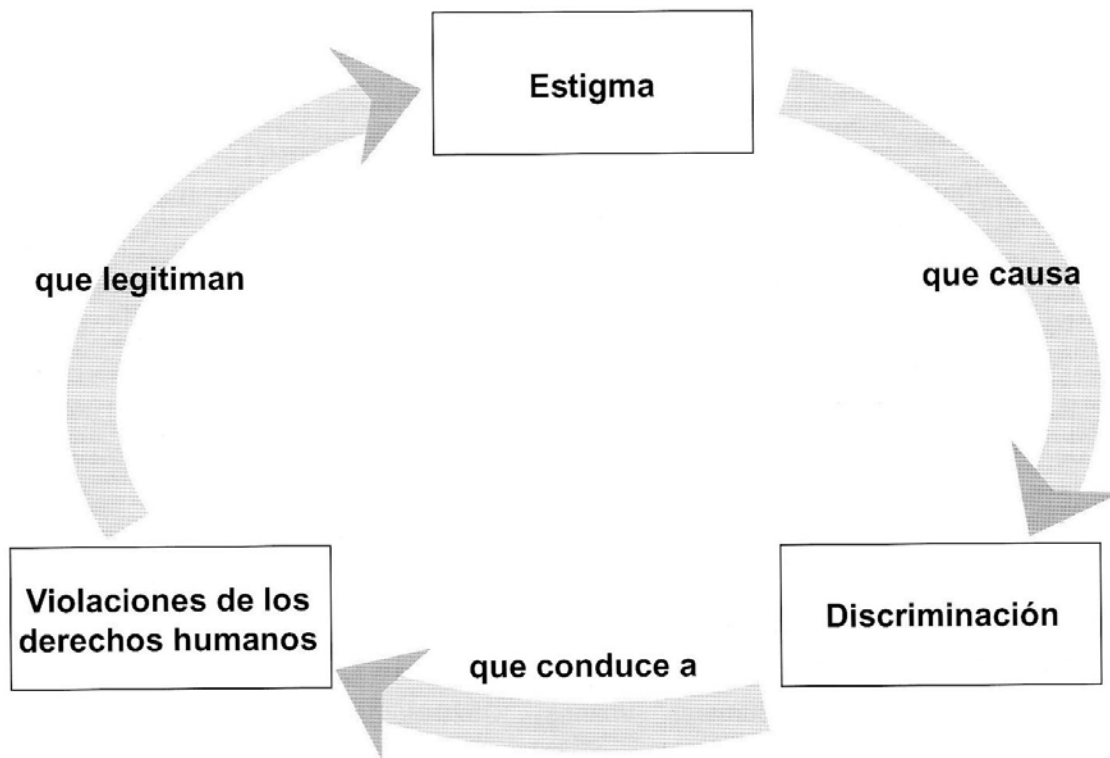 Estigma
que causa
Discriminación
que conduce a
Violaciones de los
derechos humanos
que legitiman